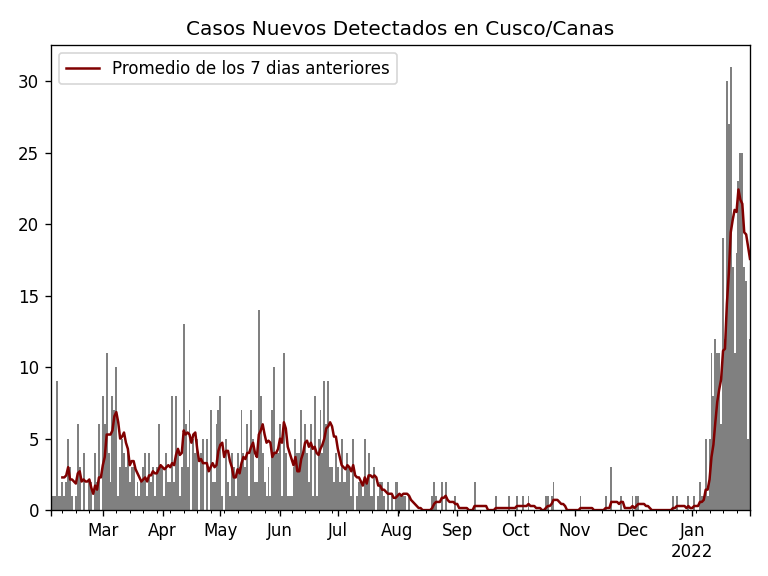 Casos Nuevos Detectados en Cusco/Canas
Promedio de los 7 dias anteriores
30
25
20
15
10
5
0
Mar Apr May Jun Jul Aug Sep Oct Nov Dec Jan
2022